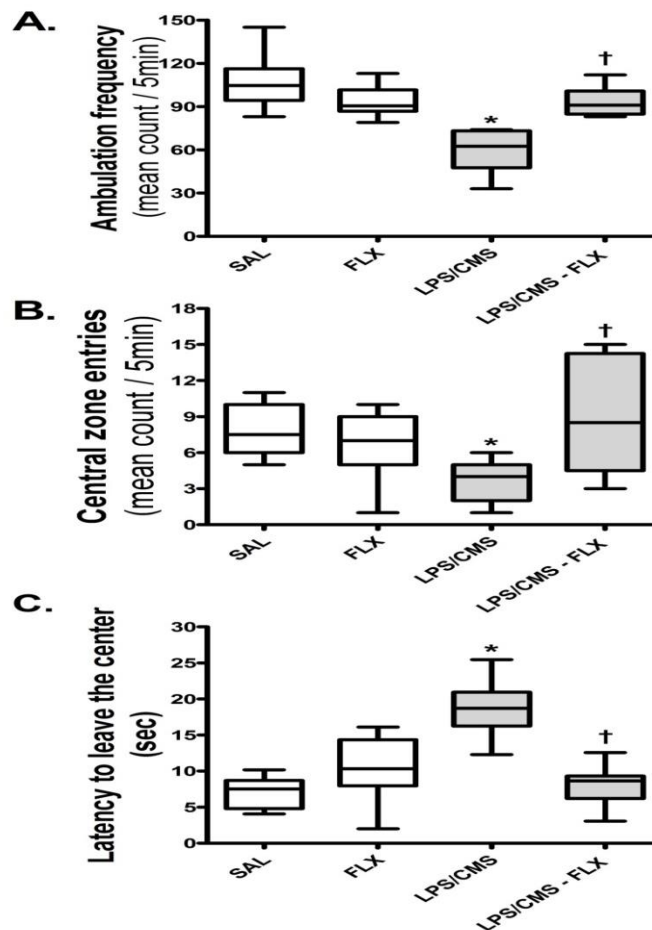 A.
Ambulation frequency
(mean count / 5min)
150
120
90
60
30
0
*
†
SAL
FLX
LPS/CMS
LPS/CMS - FLX
B.
Central zone entries
(mean count / 5min)
18
15
12
9
6
3
0
*
†
SAL
FLX
LPS/CMS
LPS/CMS - FLX
C.
Latency to leave the center
(sec)
30
25
20
15
10
5
0
*
†
SAL
FLX
LPS/CMS
LPS/CMS - FLX